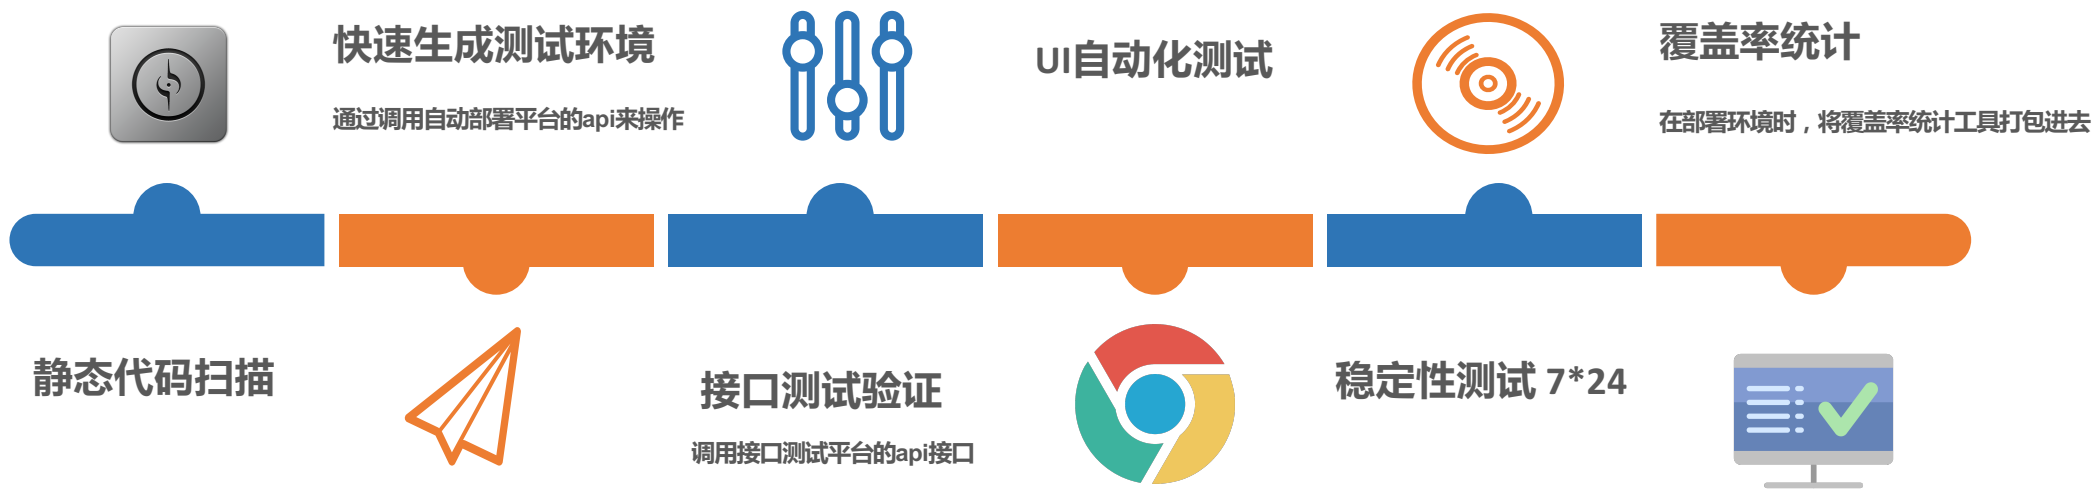 快速生成测试环境
通过调用自动部署平台的api来操作
UI自动化测试
覆盖率统计
在部署环境时，将覆盖率统计工具打包进去
静态代码扫描
接口测试验证
调用接口测试平台的api接口
稳定性测试 7*24